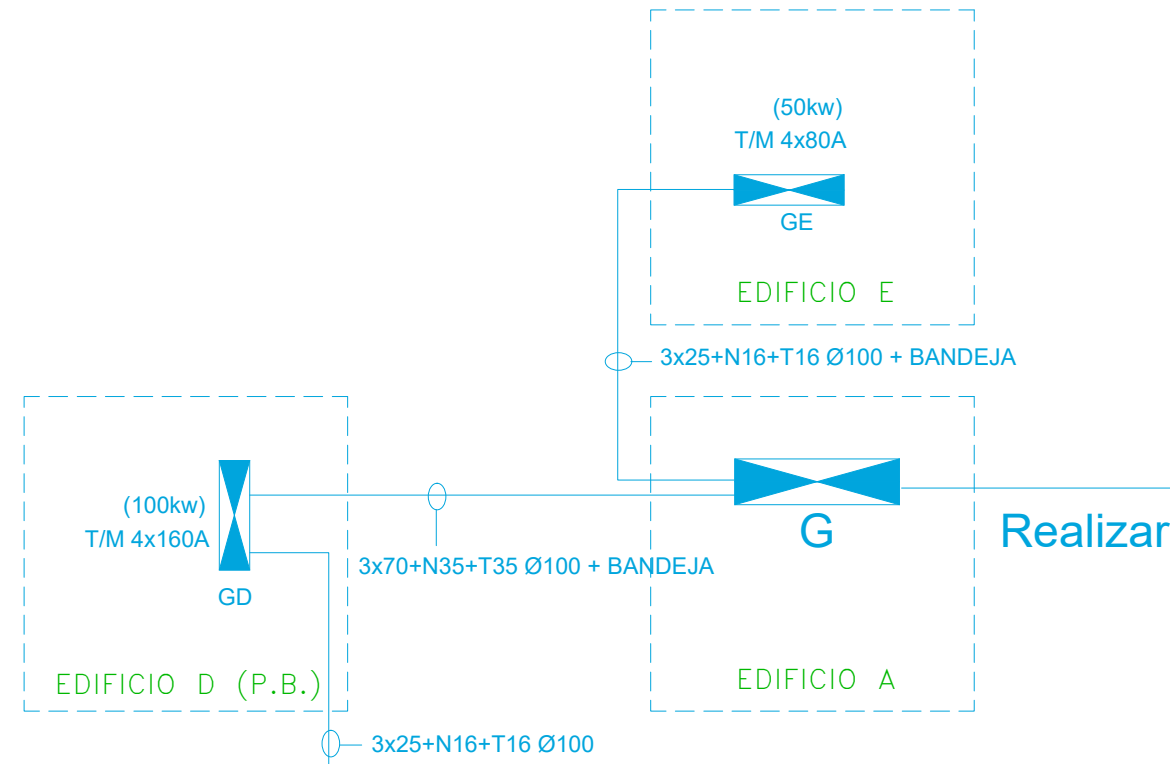 (50kw)
T/M 4x80A
GE
EDIFICIO E
3x25+N16+T16 Ø100 + BANDEJA
(100kw)
T/M 4x160A
GD
3x70+N35+T35 Ø100 + BANDEJA
G
Realizar
EDIFICIO D (P.B.)
EDIFICIO A
3x25+N16+T16 Ø100